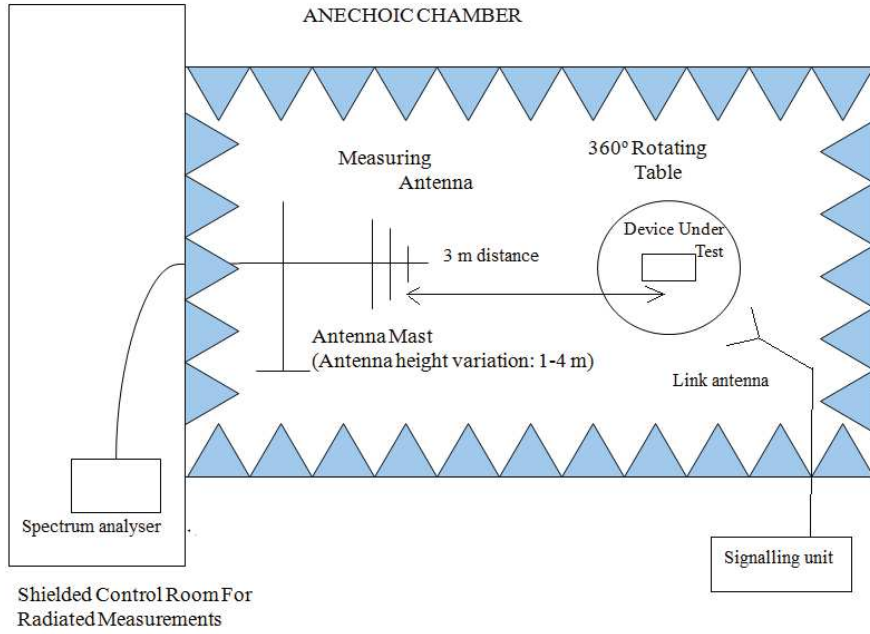 ANECHOIC CHAMBER
Measuring
Antenna
360º Rotating
Table
Device Under
Test
3 m distance
Antenna Mast
(Antenna height variation: 1-4 m)
Link antenna
Spectrum analyser
.
Signalling unit
Shielded Control Room For
Radiated Measurements